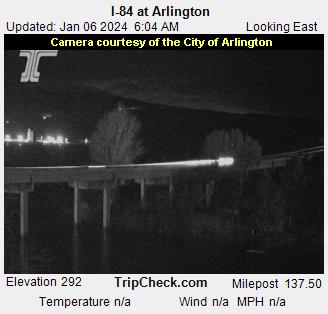 I-84 at Arlington
Updated: Jan 06 2024 6:04 AM Looking East
Camera courtesy of the City of Arlington
Elevation 292 TripCheck.com Milepost 137.50
Temperature n/a Wind n/a MPH n/a